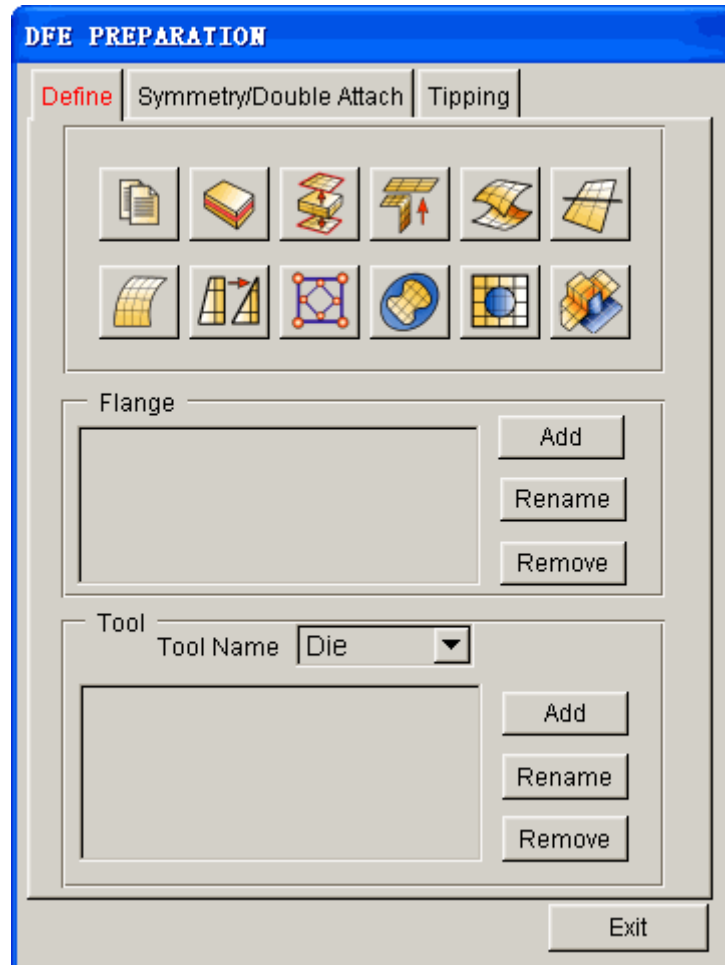 DFE PREPARATION
Define Symmetry/Double Attach Tipping
Flange
Add
Rename
Remove
Tool
Tool Name Die
Add
Rename
Remove
Exit